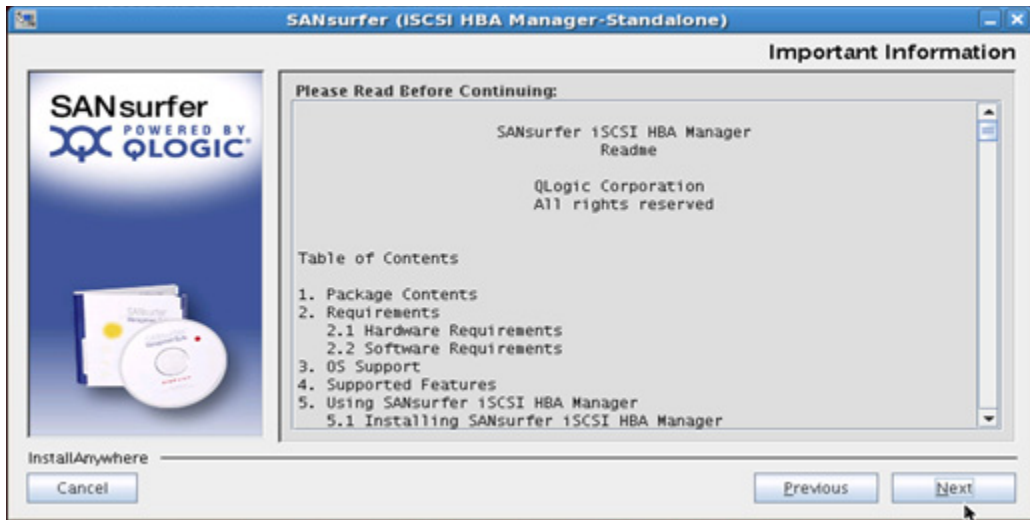 SANsurfer (iSCSI HBA Manager-Standalone)
Important Information
SANsurfer
POWERED BY
QLOGIC
Please Read Before Continuing:
SANsurfer iSCSI HBA Manager
Readme
QLogic Corporation
All rights reserved
Table of Contents
1. Package Contents
2. Requirements
2.1 Hardware Requirements
2.2 Software Requirements
3. OS Support
4. Supported Features
5. Using SANsurfer iSCSI HBA Manager
5.1 Installing SANsurfer iSCSI HBA Manager
InstallAnywhere
Cancel
Previous
Next